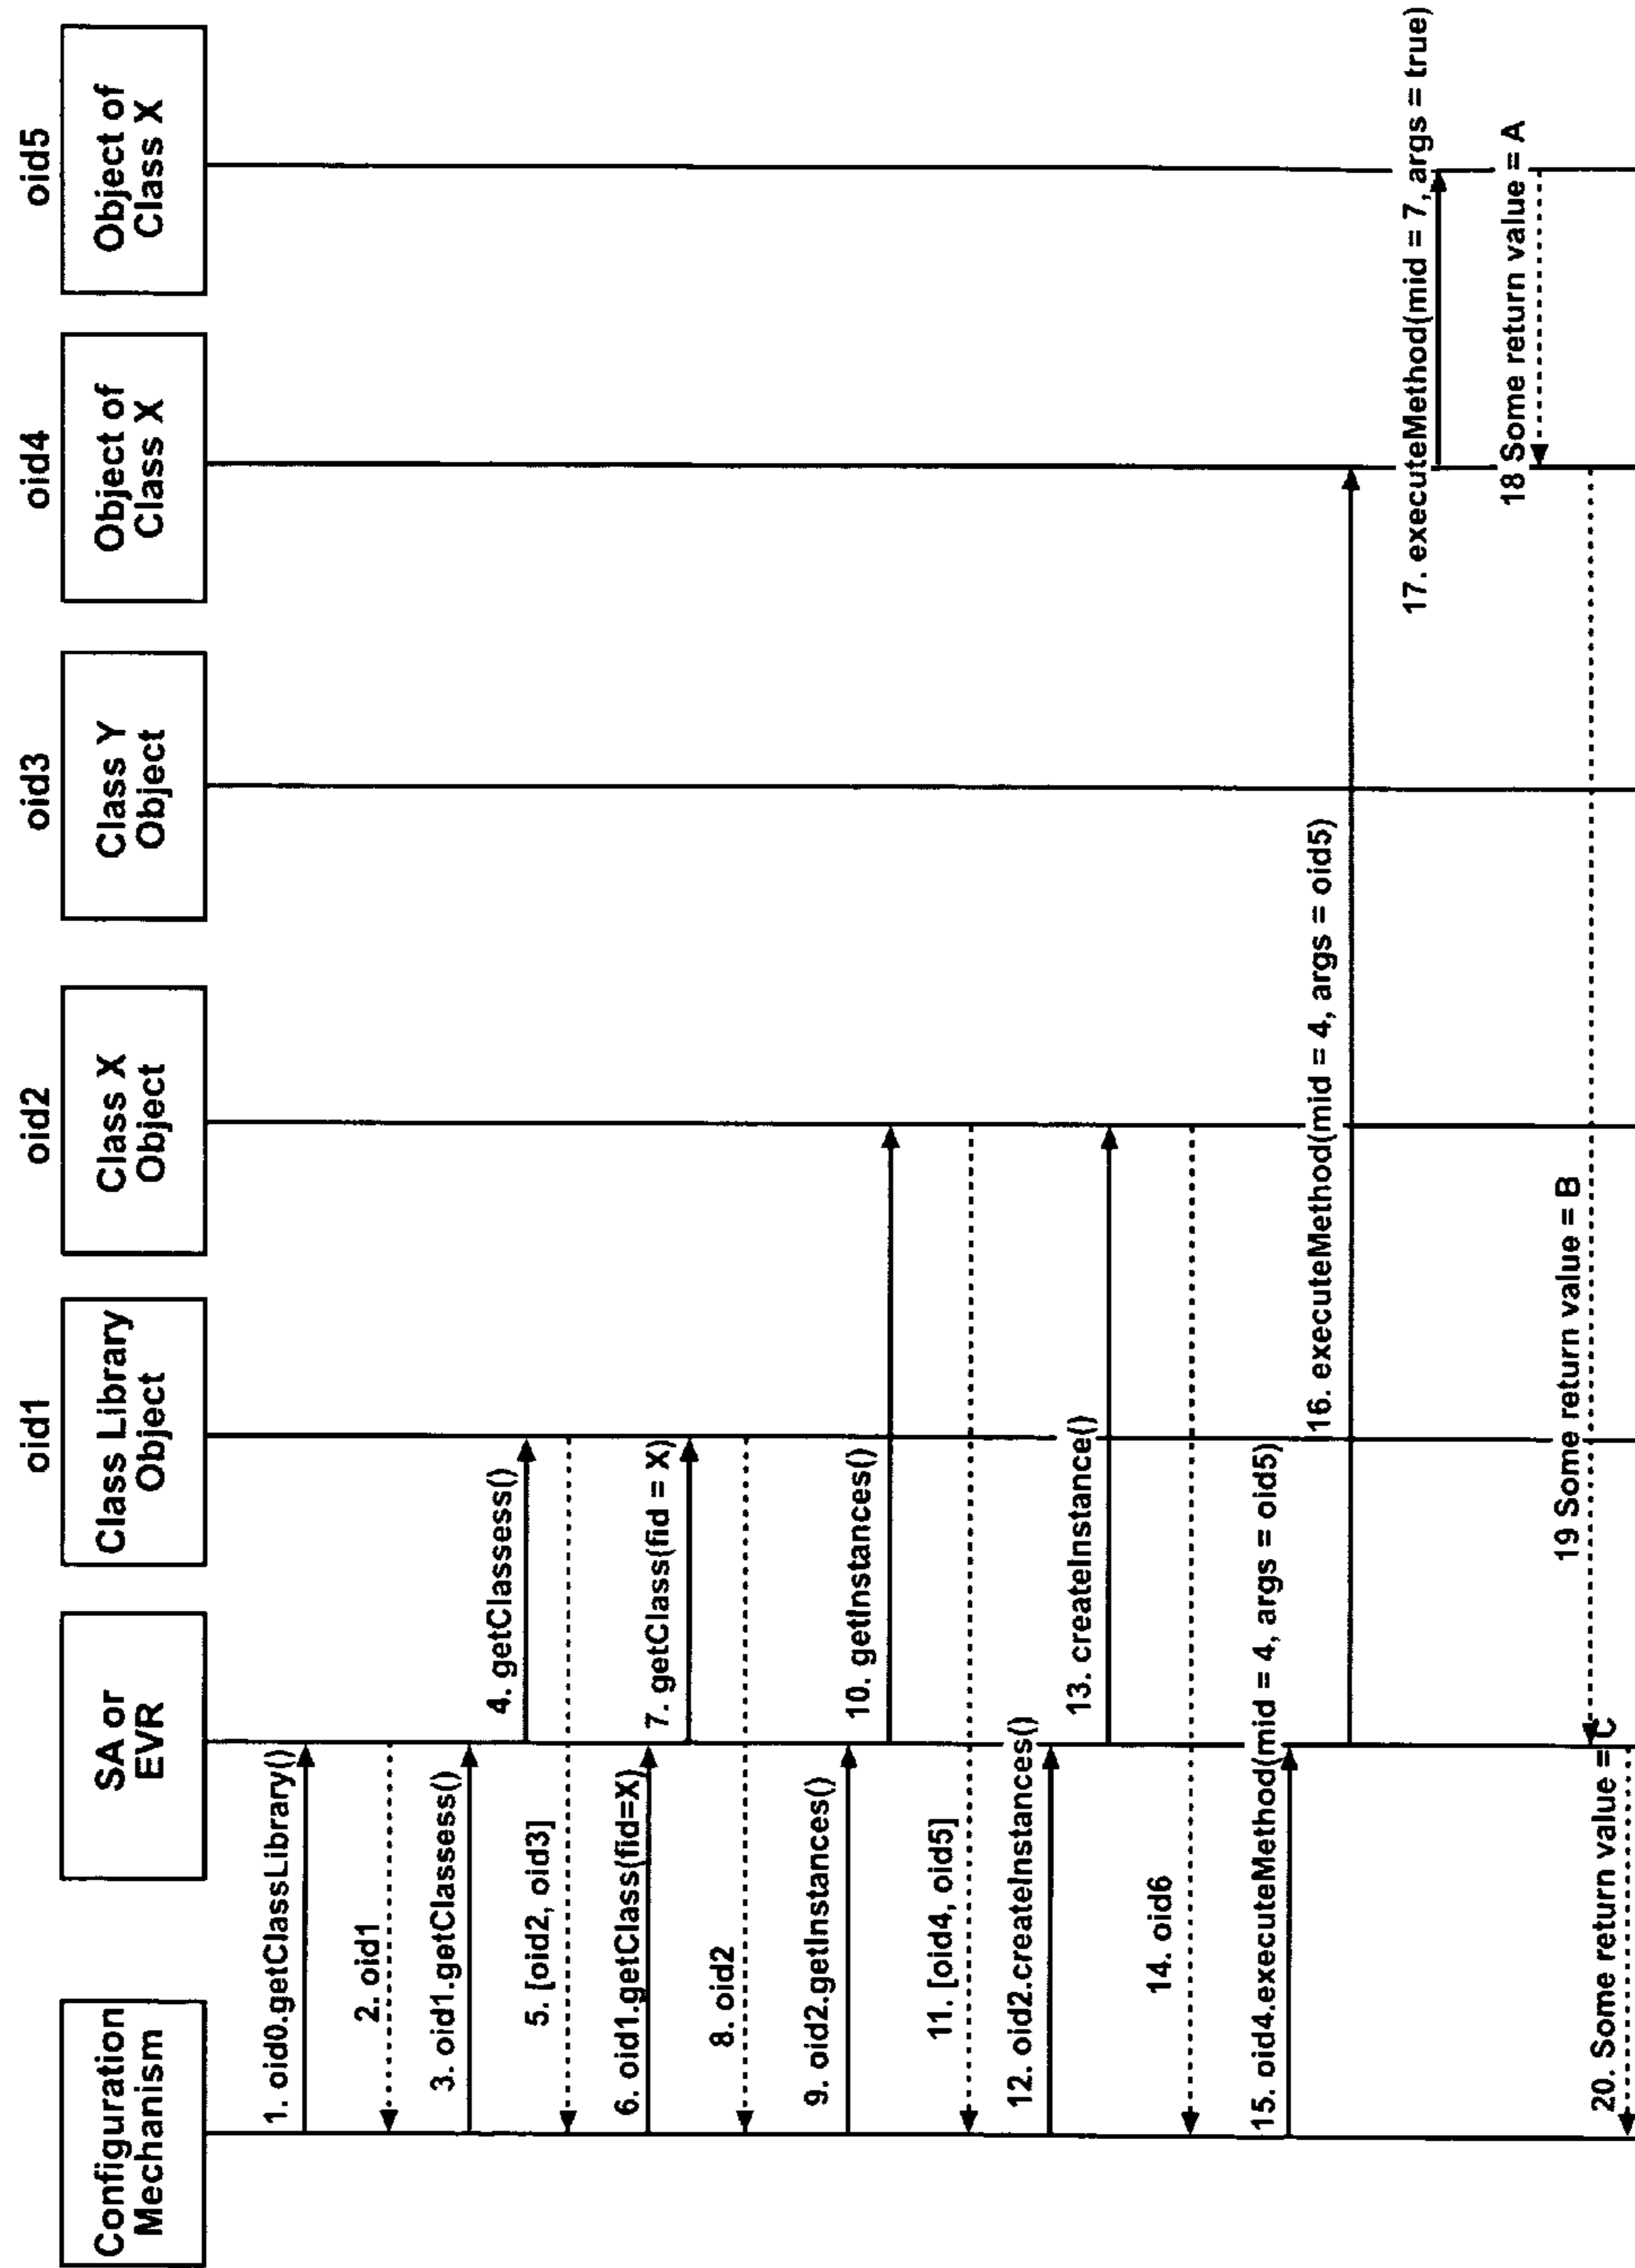 oid1
oid2
oid3
oid4
oid5
Configuration
Mechanism
SA or
EVR
Class Library
Object
Class X
Object
Class Y
Object
Object of
Class X
Object of
Class X
1. oid0.getClassLibrary()
2. oid1
3. oid1.getClassess()
4. getClassess()
5. [oid2, oid3]
6. oid1.getClass(fid=X)
7. getClass(fid = X)
8. oid2
9. oid2.getInstances()
10. getInstances()
11. [oid4, oid5]
12. oid2.createInstances()
13. createInstance()
14. oid6
15. oid4.executeMethod(mid = 4, args = oid5)
16. executeMethod(mid = 4, args = oid5)
17. executeMethod(mid = 7, args = true)
18 Some return value = A
19 Some return value = B
20. Some return value = C